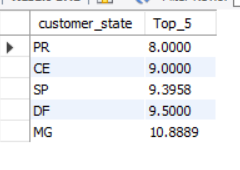 customer_state Top_5
PR 8.0000
CE 9.0000
SP 9.3958
DF 9.5000
MG 10.8889